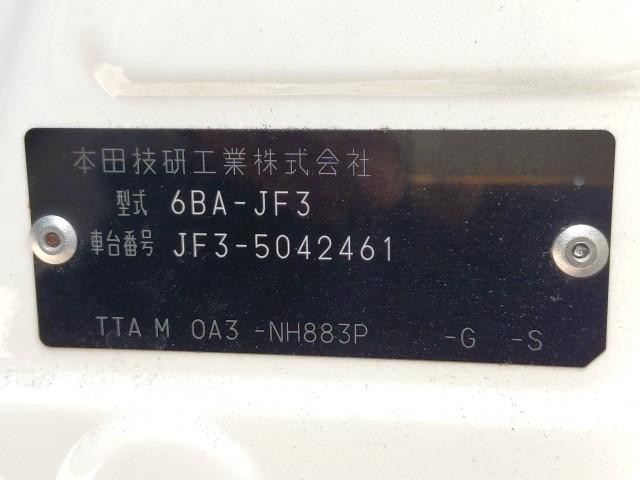 本田技研工業株式会社
型式 6BA-JF3
車台番号 JF3-5042461
TTA M 0A3 -NH883P -G -S